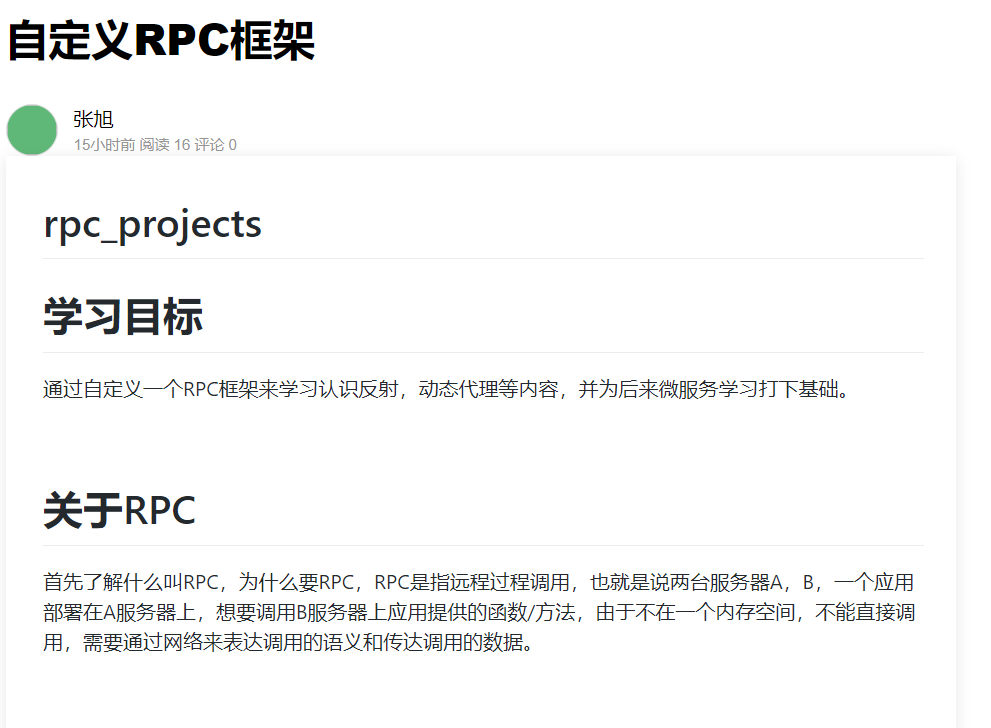 自定义RPC框架
张旭
15小时前 阅读 16 评论 0
rpc_projects
学习目标
通过自定义一个RPC框架来学习认识反射，动态代理等内容，并为后来微服务学习打下基础。
关于RPC
首先了解什么叫RPC，为什么要RPC，RPC是指远程过程调用，也就是说两台服务器A，B，一个应用
部署在A服务器上，想要调用B服务器上应用提供的函数/方法，由于不在一个内存空间，不能直接调
用，需要通过网络来表达调用的语义和传达调用的数据。